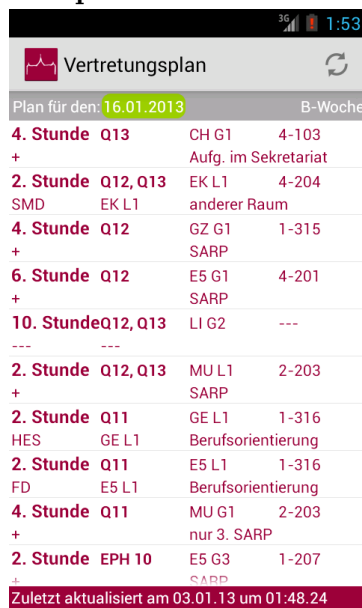 3G 1:53
Vertretungsplan
Plan für den: 16.01.2013 B-Woche
4. Stunde Q13 CH G1 4-103
+ Aufg. im Sekretariat
2. Stunde Q12, Q13 EK L1 4-204
SMD EK L1 anderer Raum
4. Stunde Q12 GZ G1 1-315
+ SARP
6. Stunde Q12 E5 G1 4-201
+ SARP
10. Stunde Q12, Q13 LI G2 ---
--- ---
2. Stunde Q12, Q13 MU L1 2-203
+ SARP
2. Stunde Q11 GE L1 1-316
HES GE L1 Berufsorientierung
2. Stunde Q11 E5 L1 1-316
FD E5 L1 Berufsorientierung
4. Stunde Q11 MU G1 2-203
+ nur 3. SARP
2. Stunde EPH 10 E5 G3 1-207
+ SARP
Zuletzt aktualisiert am 03.01.13 um 01:48.24